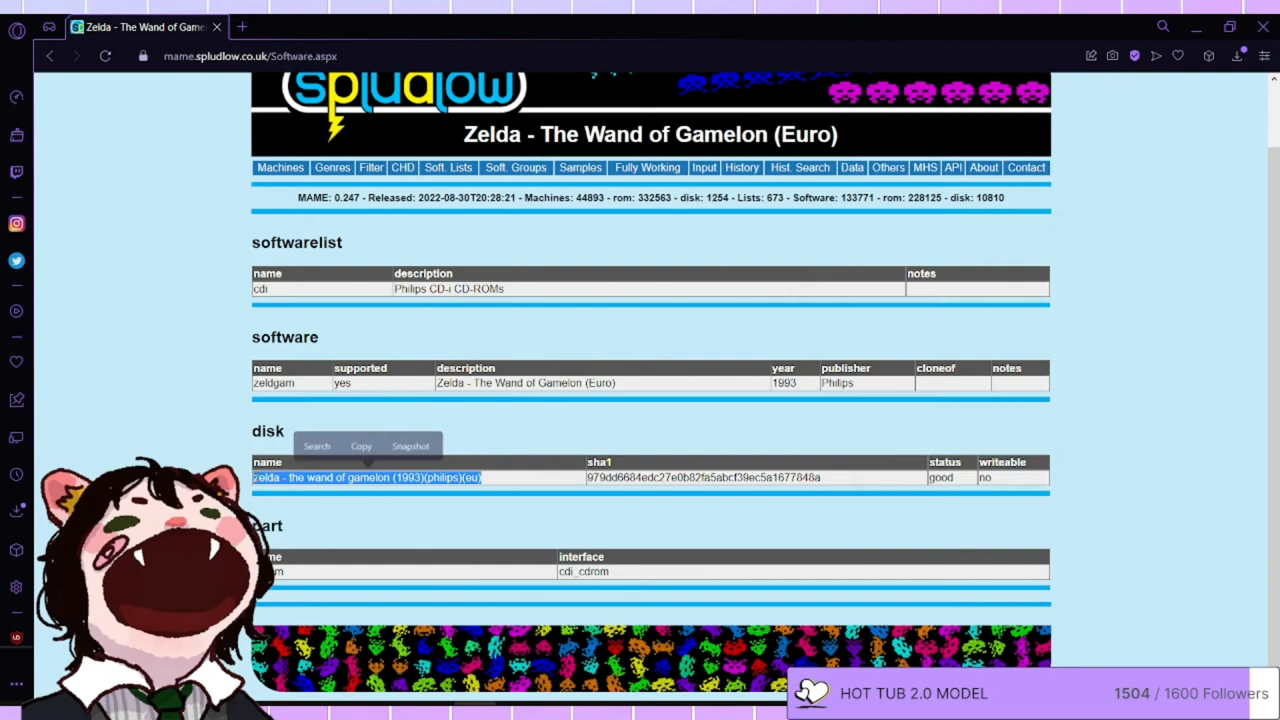 Zelda - The Wand of Game
mame.spludlow.co.uk/Software.aspx
spludlow
Zelda - The Wand of Gamelon (Euro)
Machines Genres Filter CHD Soft. Lists Soft. Groups Samples Fully Working Input History Hist. Search Data Others MHS API About Contact
MAME: 0.247 - Released: 2022-08-30T20:28:21 - Machines: 44893 - rom: 332563 - disk: 1254 - Lists: 673 - Software: 133771 - rom: 228125 - disk: 10810
softwarelist
name description notes
cdi Philips CD-i CD-ROMs
software
name supported description year publisher cloneof notes
zeldgam yes Zelda - The Wand of Gamelon (Euro) 1993 Philips
disk
Search Copy Snapshot
name sha1 status writeable
zelda - the wand of gamelon (1993)(philips)(eu) 979dd6684edc27e0b82fa5abcf39ec5a1677848a good no
part
interface
cdi_cdrom
HOT TUB 2.0 MODEL 1504 / 1600 Followers